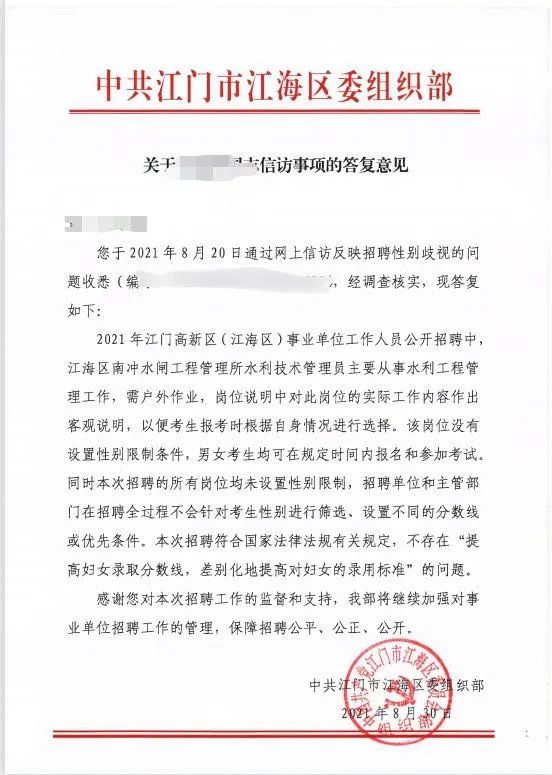 中共江门市江海区委组织部
关于 信访事项的答复意见
您于 2021 年 8 月 20 日通过网上信访反映招聘性别歧视的问
题收悉（编 ，经调查核实，现答复
如下：
2021 年江门高新区（江海区）事业单位工作人员公开招聘中，
江海区南冲水闸工程管理所水利技术管理员主要从事水利工程
管理工作，需户外作业，岗位说明中对此岗位的实际工作内容作出
客观说明，以便考生报考时根据自身情况进行选择。该岗位没有
设置性别限制条件，男女考生均可在规定时间内报名和参加考试。
同时本次招聘的所有岗位均未设置性别限制，招聘单位和主管部
门在招聘全过程不会针对考生性别进行筛选、设置不同的分数线
或优先条件。本次招聘符合国家法律法规有关规定，不存在“提
高妇女录取分数线，差别化地提高对妇女的录用标准”的问题。
感谢您对本次招聘工作的监督和支持，我部将继续加强对事
业单位招聘工作的管理，保障招聘公平、公正、公开。
中共江门市江海区委组织部
2021 年 8 月 30 日
中国共产党江门市江海区委员会
组织部